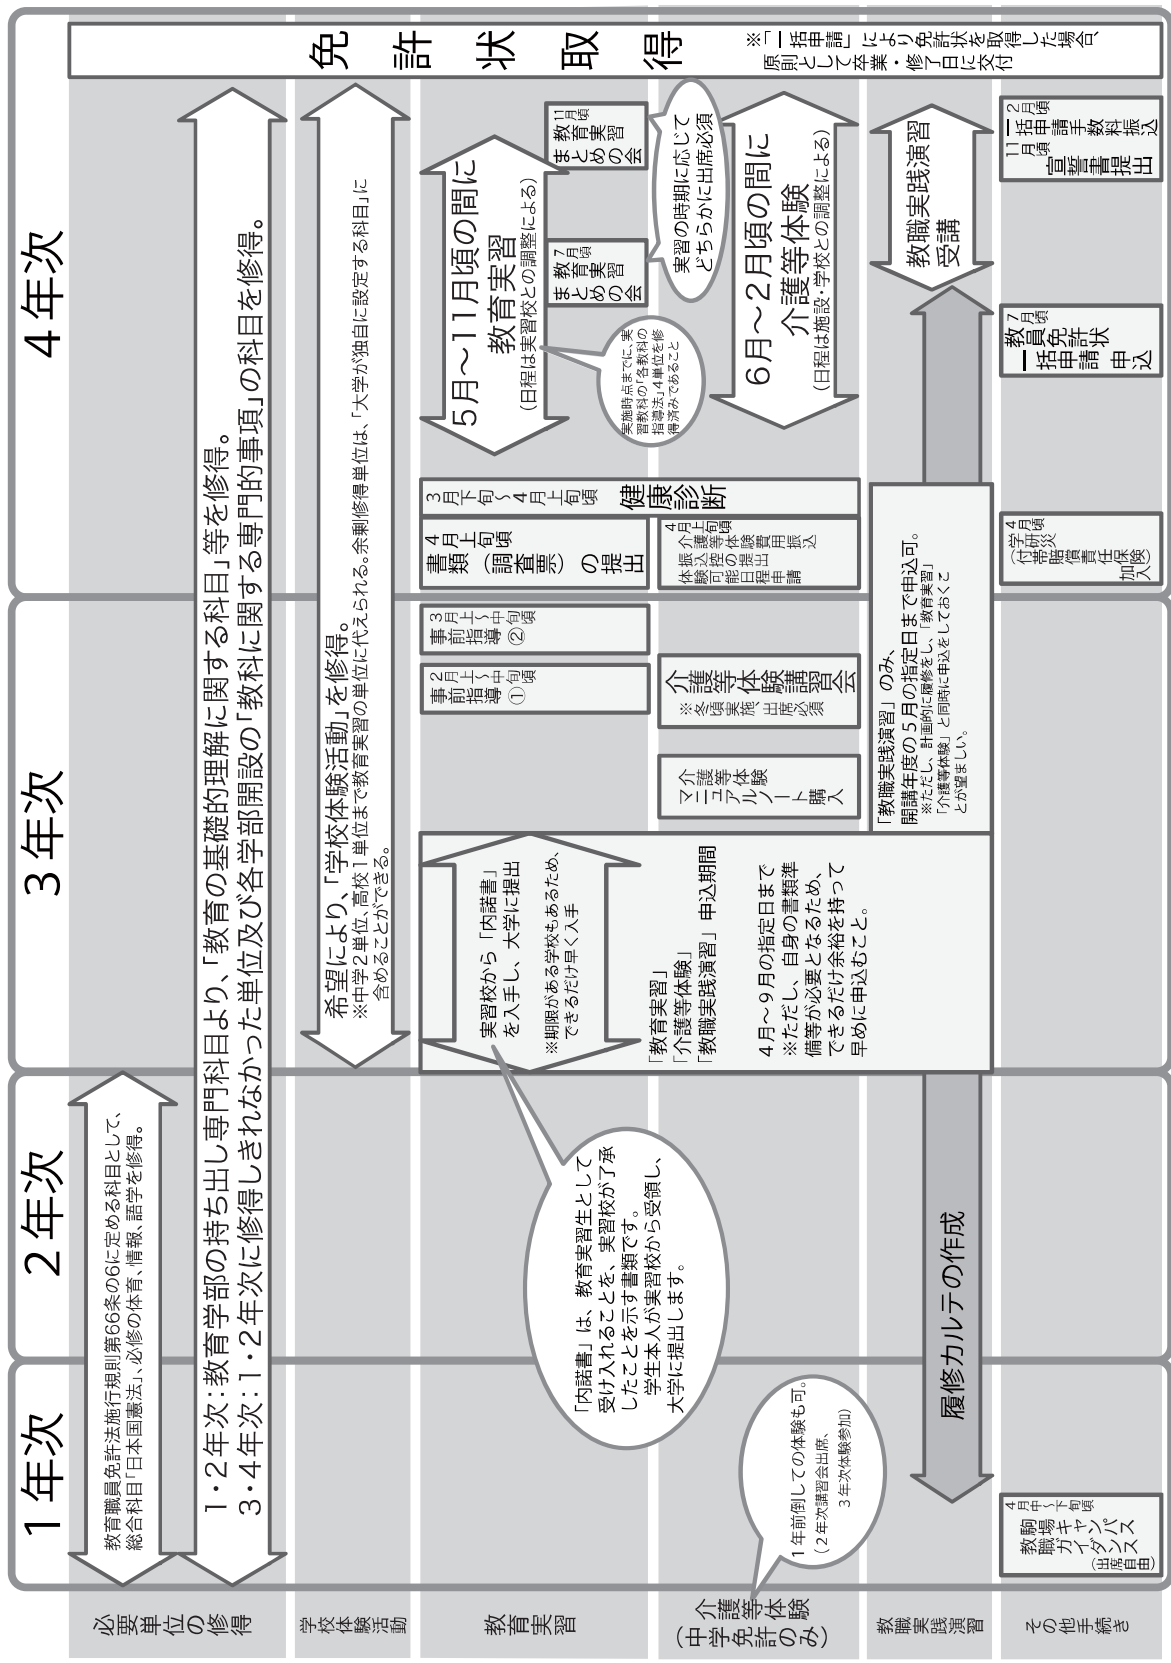 1年次
2年次
3年次
4年次
必要単位の修得
教育職員免許法施行規則第66条の6に定める科目として、
総合科目「日本国憲法」、必修の体育、情報、語学を修得。
1・2年次：教育学部の持ち出し専門科目より、「教育の基礎的理解に関する科目」等を修得。
3・4年次：1・2年次に修得しきれなかった単位及び各学部開設の「教科に関する専門的事項」の科目を修得。
学校体験活動
希望により、「学校体験活動」を修得。
※中学2単位、高校1単位まで教育実習の単位に代えられる。余剰修得単位は、「大学が独自に設定する科目」に
含めることができる。
教育実習
「内諾書」は、教育実習生として
受け入れることを、実習校が了承
したことを示す書類です。
学生本人が実習校から受領し、
大学に提出します。
実習校から「内諾書」
を入手し、大学に提出
※期限がある学校もあるため、
できるだけ早く入手
「教育実習」
「介護等体験」
「教職実践演習」申込期間
4月～9月の指定日まで
※ただし、自身の書類準
備等が必要となるため、
できるだけ余裕を持って
早めに申込むこと。
2月上～中旬頃
事前指導①
3月上～中旬頃
事前指導②
4月上旬頃
書類（調査票）の提出
3月下旬～4月上旬頃
健康診断
5月～11月頃の間に
教育実習
（日程は実習校との調整による）
実施時点までに、実
習教科の「各教科の
指導法」4単位を修
得済みであること
7月頃
教育実習
まとめの会
11月頃
教育実習
まとめの会
実習の時期に応じて
どちらかに出席必須
介護等体験
（中学免許のみ）
1年前倒しての体験も可。
（2年次講習会出席、
3年次体験参加）
介護等体験
マニュアルノート購入
介護等体験講習会
※冬頃実施、出席必須
4月上旬頃
介護等体験費用振込
振込控の提出
体験可能日程申請
6月～2月頃の間に
介護等体験
（日程は施設・学校との調整による）
教職実践演習
履修カルテの作成
「教職実践演習」のみ、
開講年度の5月の指定日まで申込可。
※ただし、計画的に履修をし、「教育実習」
「介護等体験」と同時に申込をしておくこ
とが望ましい。
教職実践演習
受講
その他手続き
4月中～下旬頃
駒場キャンパス
教職ガイダンス
（出席自由）
4月頃
学研災
（付帯賠償責任保険）
加入
7月頃
教員免許状
一括申請状
申込
11月頃
宣誓書提出
2月頃
一括申請手数料振込
免許状取得
※「一括申請」により免許状を取得した場合、
原則として卒業・修了日に交付